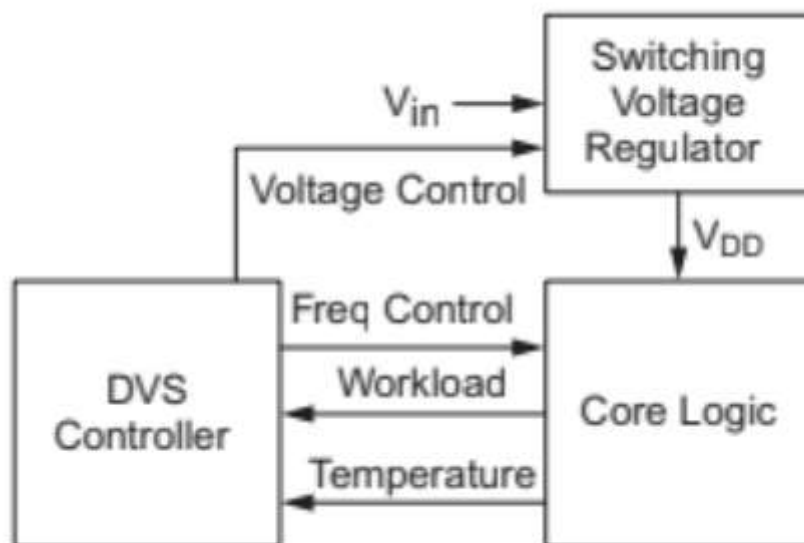 Switching
Voltage
Regulator
Vin
Voltage Control
VDD
Freq Control
Workload
Temperature
DVS
Controller
Core Logic